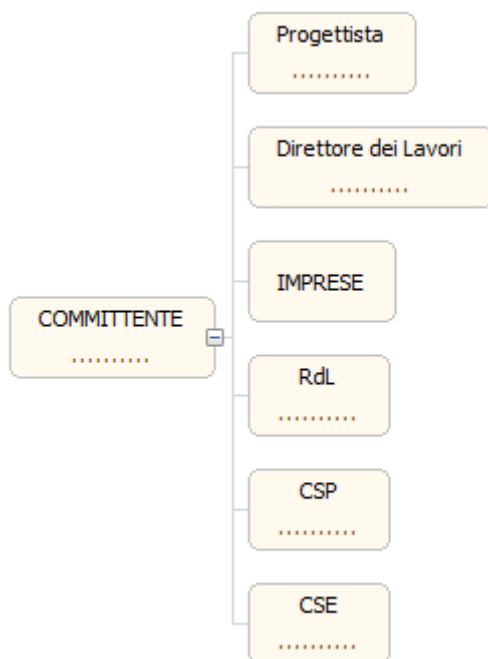 Progettista
..........
Direttore dei Lavori
..........
IMPRESE
COMMITTENTE
..........
RdL
..........
CSP
..........
CSE
..........